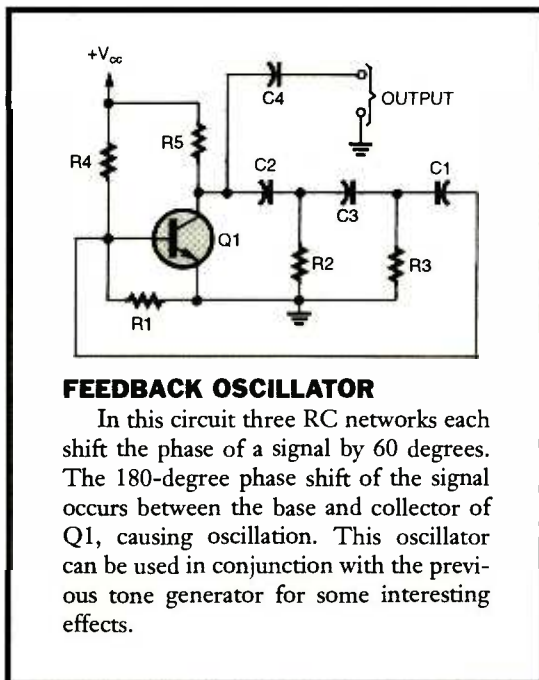 +Vcc
C4
OUTPUT
R4
R5
C2
C1
C3
Q1
R2
R3
R1
FEEDBACK OSCILLATOR
In this circuit three RC networks each
shift the phase of a signal by 60 degrees.
The 180-degree phase shift of the signal
occurs between the base and collector of
Q1, causing oscillation. This oscillator
can be used in conjunction with the previ-
ous tone generator for some interesting
effects.